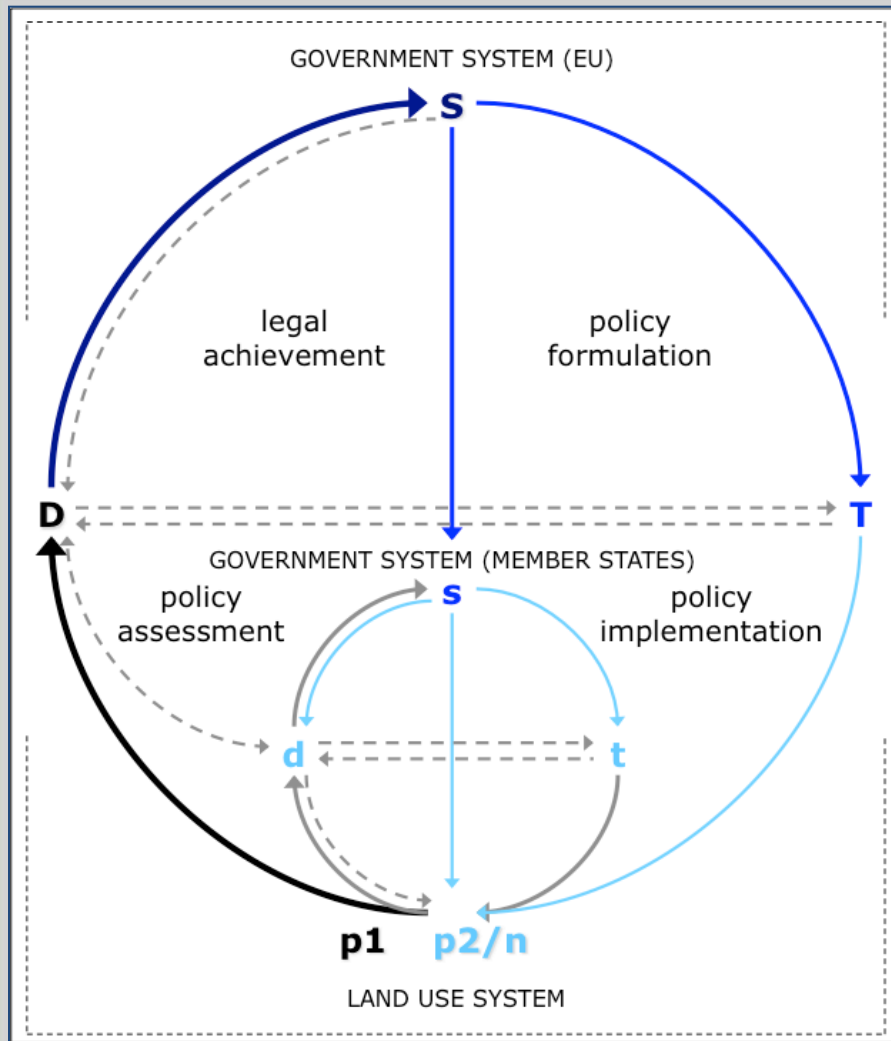 GOVERNMENT SYSTEM (EU)
S
legal
achievement
policy
formulation
D
T
GOVERNMENT SYSTEM (MEMBER STATES)
s
policy
assessment
policy
implementation
d
t
p1
p2/n
LAND USE SYSTEM